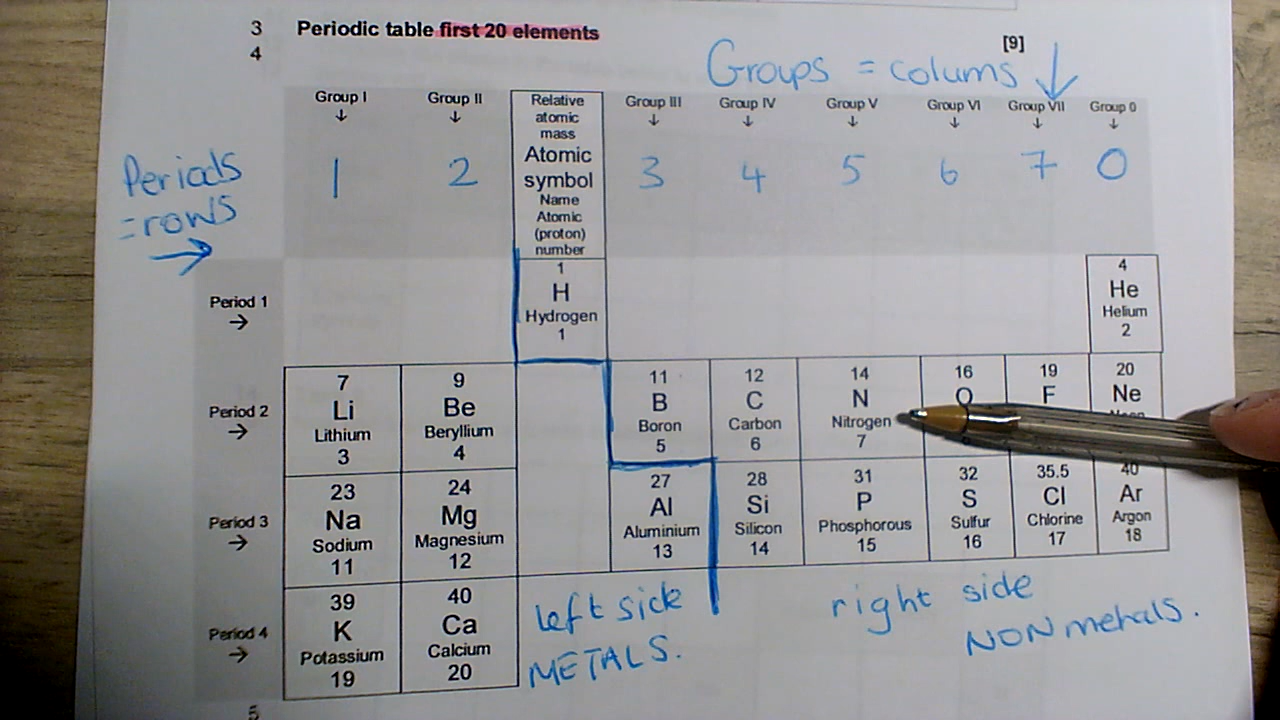 3 Periodic table first 20 elements
4 [9]
Groups = colums ↓
Group I Group II Relative Group III Group IV Group V Group VI Group VII Group 0
↓ ↓ atomic ↓ ↓ ↓ ↓ ↓ ↓
mass
Periods 1 2 Atomic 3 4 5 6 7 0
= rows symbol
→ Name
Atomic
(proton)
number
Period 1 1 4
→ H He
Hydrogen Helium
1 2
Period 2 7 9 11 12 14 16 19 20
→ Li Be B C N O F Ne
Lithium Beryllium Boron Carbon Nitrogen
3 4 5 6 7
Period 3 23 24 27 28 31 32 35.5 40
→ Na Mg Al Si P S Cl Ar
Sodium Magnesium Aluminium Silicon Phosphorous Sulfur Chlorine Argon
11 12 13 14 15 16 17 18
Period 4 39 40
→ K Ca
Potassium Calcium
19 20
left side
METALS.
right side
NON metals.
5